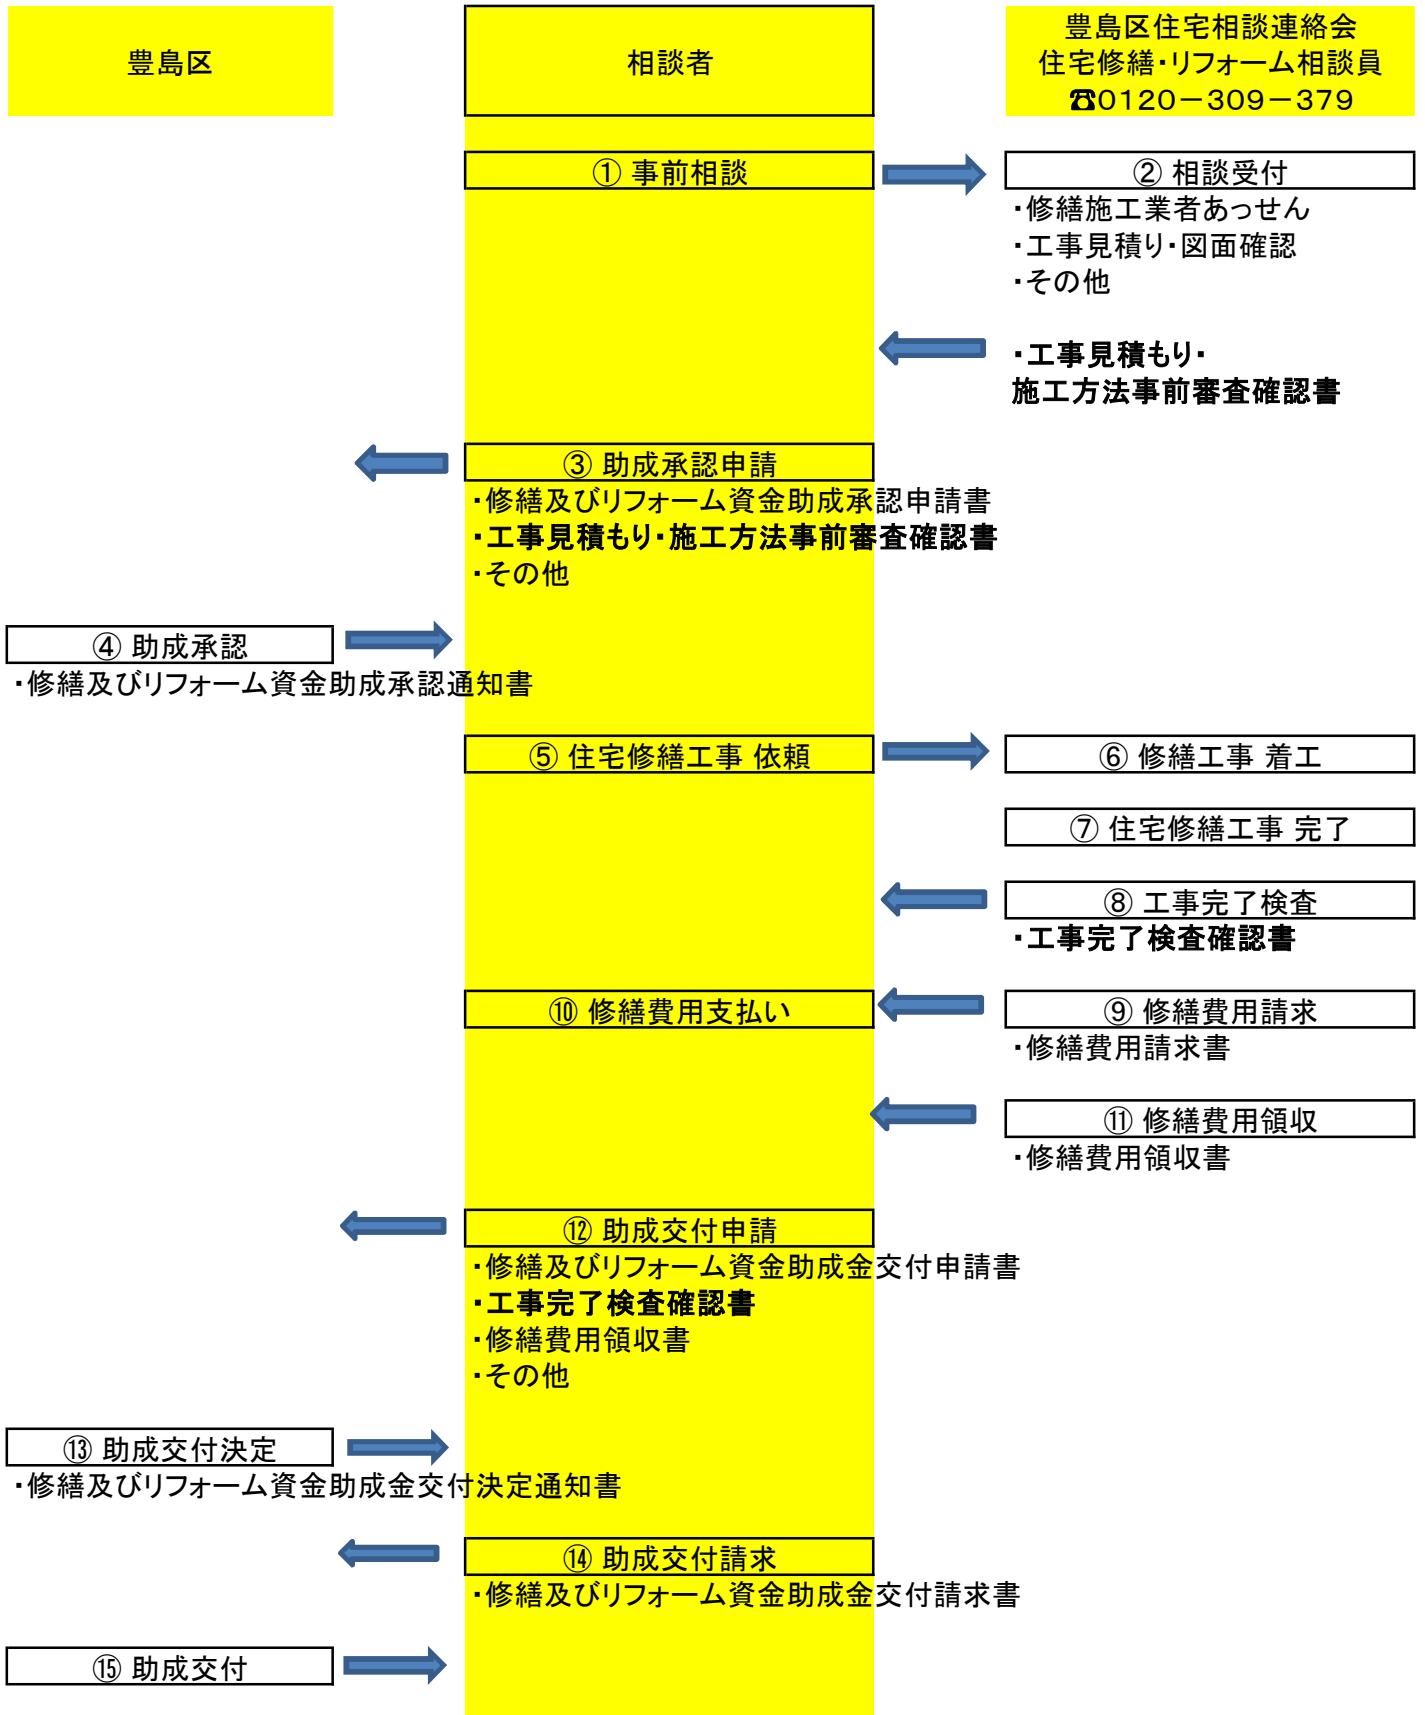 豊島区
相談者
豊島区住宅相談連絡会
住宅修繕・リフォーム相談員
☎0120－309－379
① 事前相談
② 相談受付
・修繕施工業者あっせん
・工事見積り・図面確認
・その他
・工事見積もり・
施工方法事前審査確認書
③ 助成承認申請
・修繕及びリフォーム資金助成承認申請書
・工事見積もり・施工方法事前審査確認書
・その他
④ 助成承認
・修繕及びリフォーム資金助成承認通知書
⑤ 住宅修繕工事 依頼
⑥ 修繕工事 着工
⑦ 住宅修繕工事 完了
⑧ 工事完了検査
・工事完了検査確認書
⑩ 修繕費用支払い
⑨ 修繕費用請求
・修繕費用請求書
⑪ 修繕費用領収
・修繕費用領収書
⑫ 助成交付申請
・修繕及びリフォーム資金助成金交付申請書
・工事完了検査確認書
・修繕費用領収書
・その他
⑬ 助成交付決定
・修繕及びリフォーム資金助成金交付決定通知書
⑭ 助成交付請求
・修繕及びリフォーム資金助成金交付請求書
⑮ 助成交付